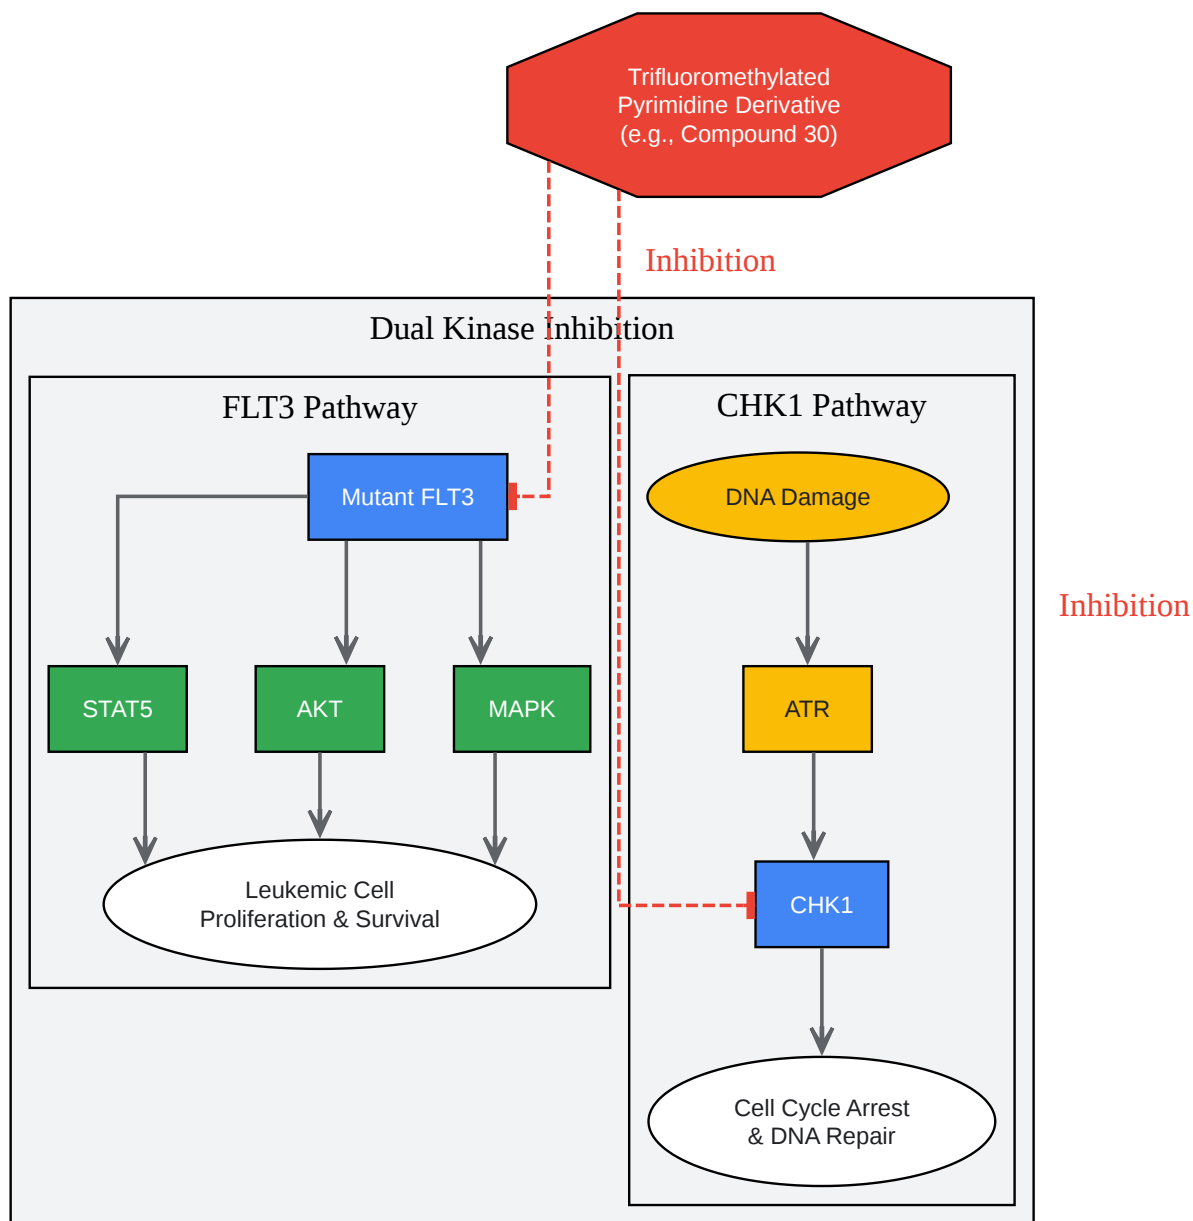 Trifluoromethylated
Pyrimidine Derivative
(e.g., Compound 30)
Inhibition
Dual Kinase Inhibition
FLT3 Pathway
CHK1 Pathway
Mutant FLT3
DNA Damage
Inhibition
STAT5
AKT
MAPK
ATR
Leukemic Cell
Proliferation & Survival
CHK1
Cell Cycle Arrest
& DNA Repair